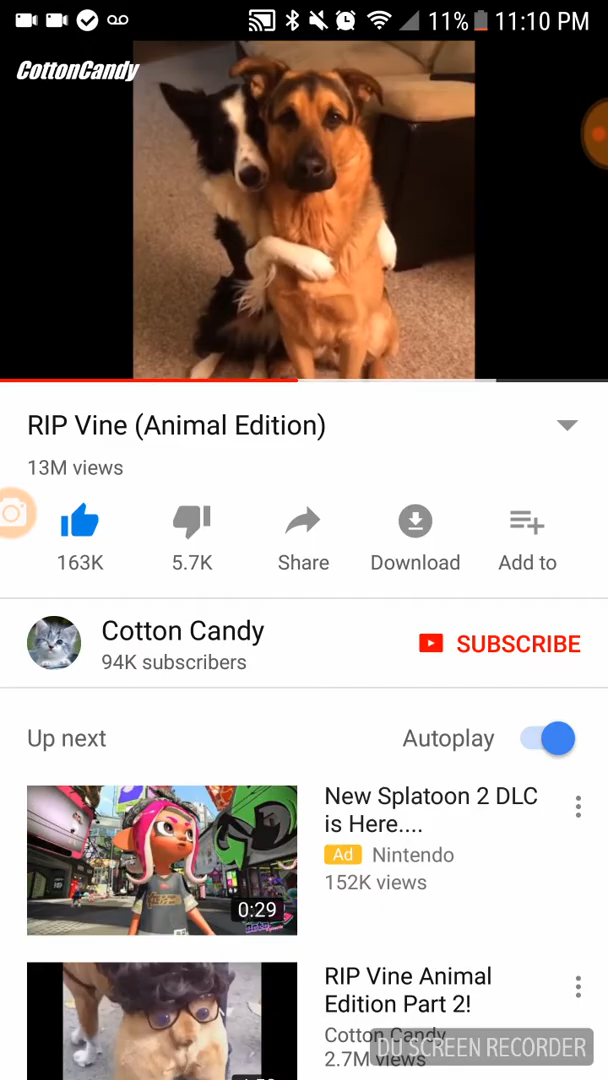 11% 11:10 PM
CottonCandy
RIP Vine (Animal Edition)
13M views
163K 5.7K Share Download Add to
Cotton Candy
94K subscribers
SUBSCRIBE
Up next Autoplay
New Splatoon 2 DLC
is Here....
Ad Nintendo
152K views
0:29
RIP Vine Animal
Edition Part 2!
Cotton Candy
2.7M views
DU SCREEN RECORDER